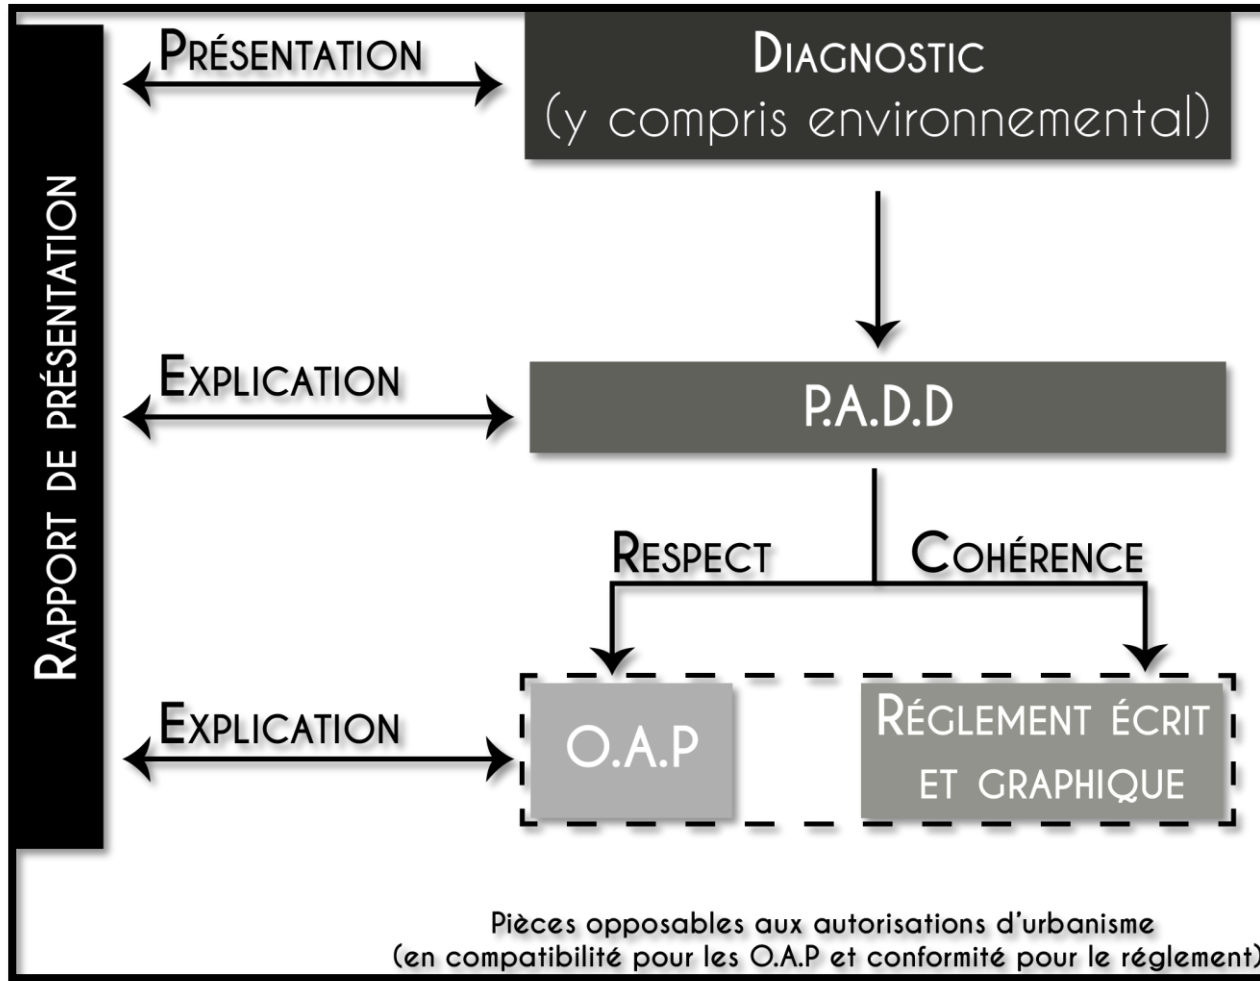 PRÉSENTATION
DIAGNOSTIC
(y compris environnemental)
RAPPORT DE PRÉSENTATION
EXPLICATION
P.A.D.D
RESPECT
COHÉRENCE
EXPLICATION
O.A.P
RÉGLEMENT ÉCRIT
ET GRAPHIQUE
Pièces opposables aux autorisations d'urbanisme
(en compatibilité pour les O.A.P et conformité pour le réglement)